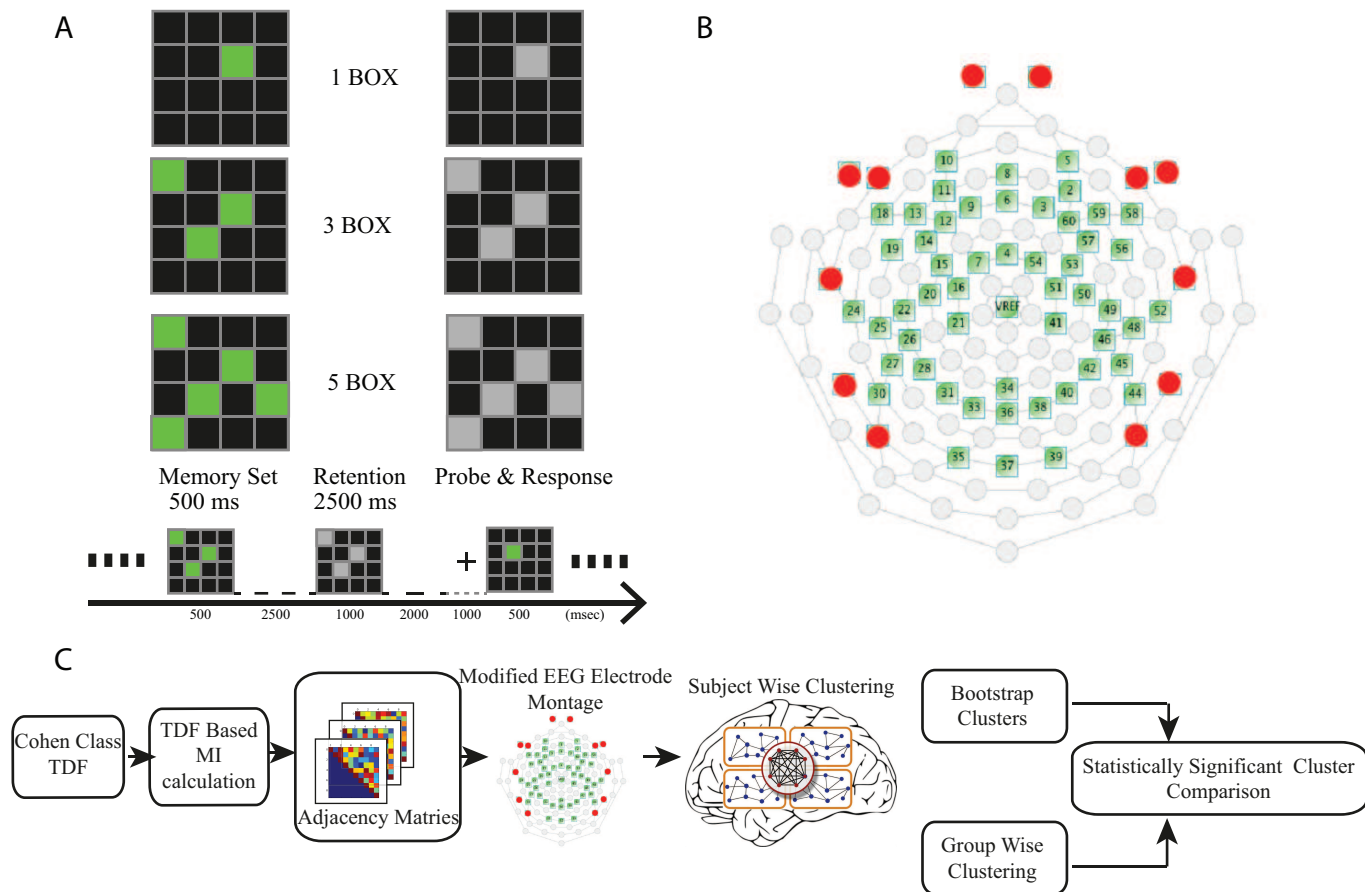 A
1 BOX
3 BOX
5 BOX
Memory Set
500 ms
Retention
2500 ms
Probe & Response
+
500 2500 1000 2000 1000 500 (msec)
B
10 5
8
11 2
9 6 3
18 13 12 60 59 58
14 57
19 56
4
15 7 54 53
20 16 51 50
VREF
24 22 49 52
25 21 41 48
26 46
27 28 42 45
34
30 31 40 44
33 36 38
35 37 39
C
Cohen Class
TDF
TDF Based
MI
calculation
Adjacency Matries
Modified EEG Electrode
Montage
Subject Wise Clustering
Bootstrap
Clusters
Group Wise
Clustering
Statistically Significant Cluster
Comparison